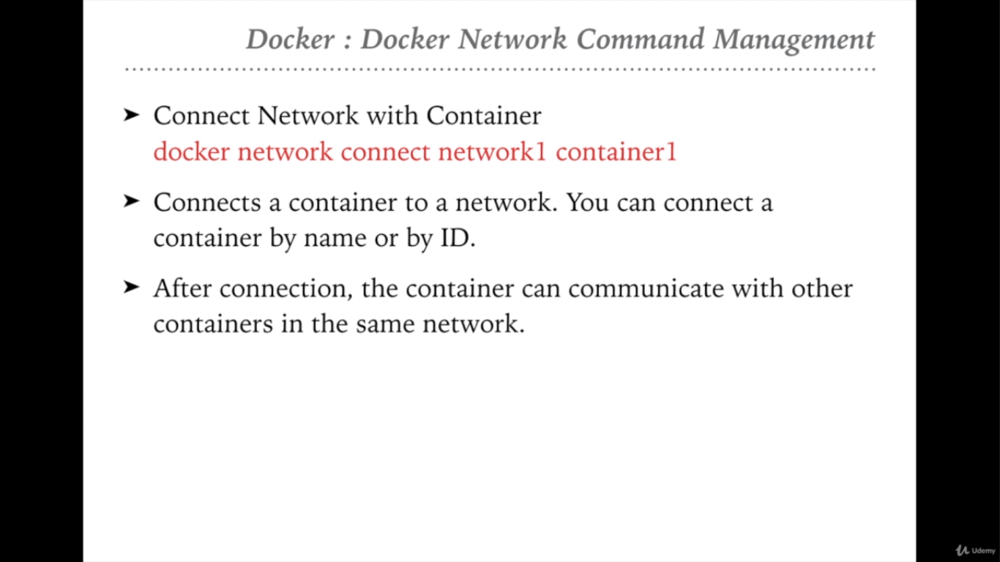 Docker : Docker Network Command Management
➤ Connect Network with Container
docker network connect network1 container1
➤ Connects a container to a network. You can connect a
container by name or by ID.
➤ After connection, the container can communicate with other
containers in the same network.
Udemy